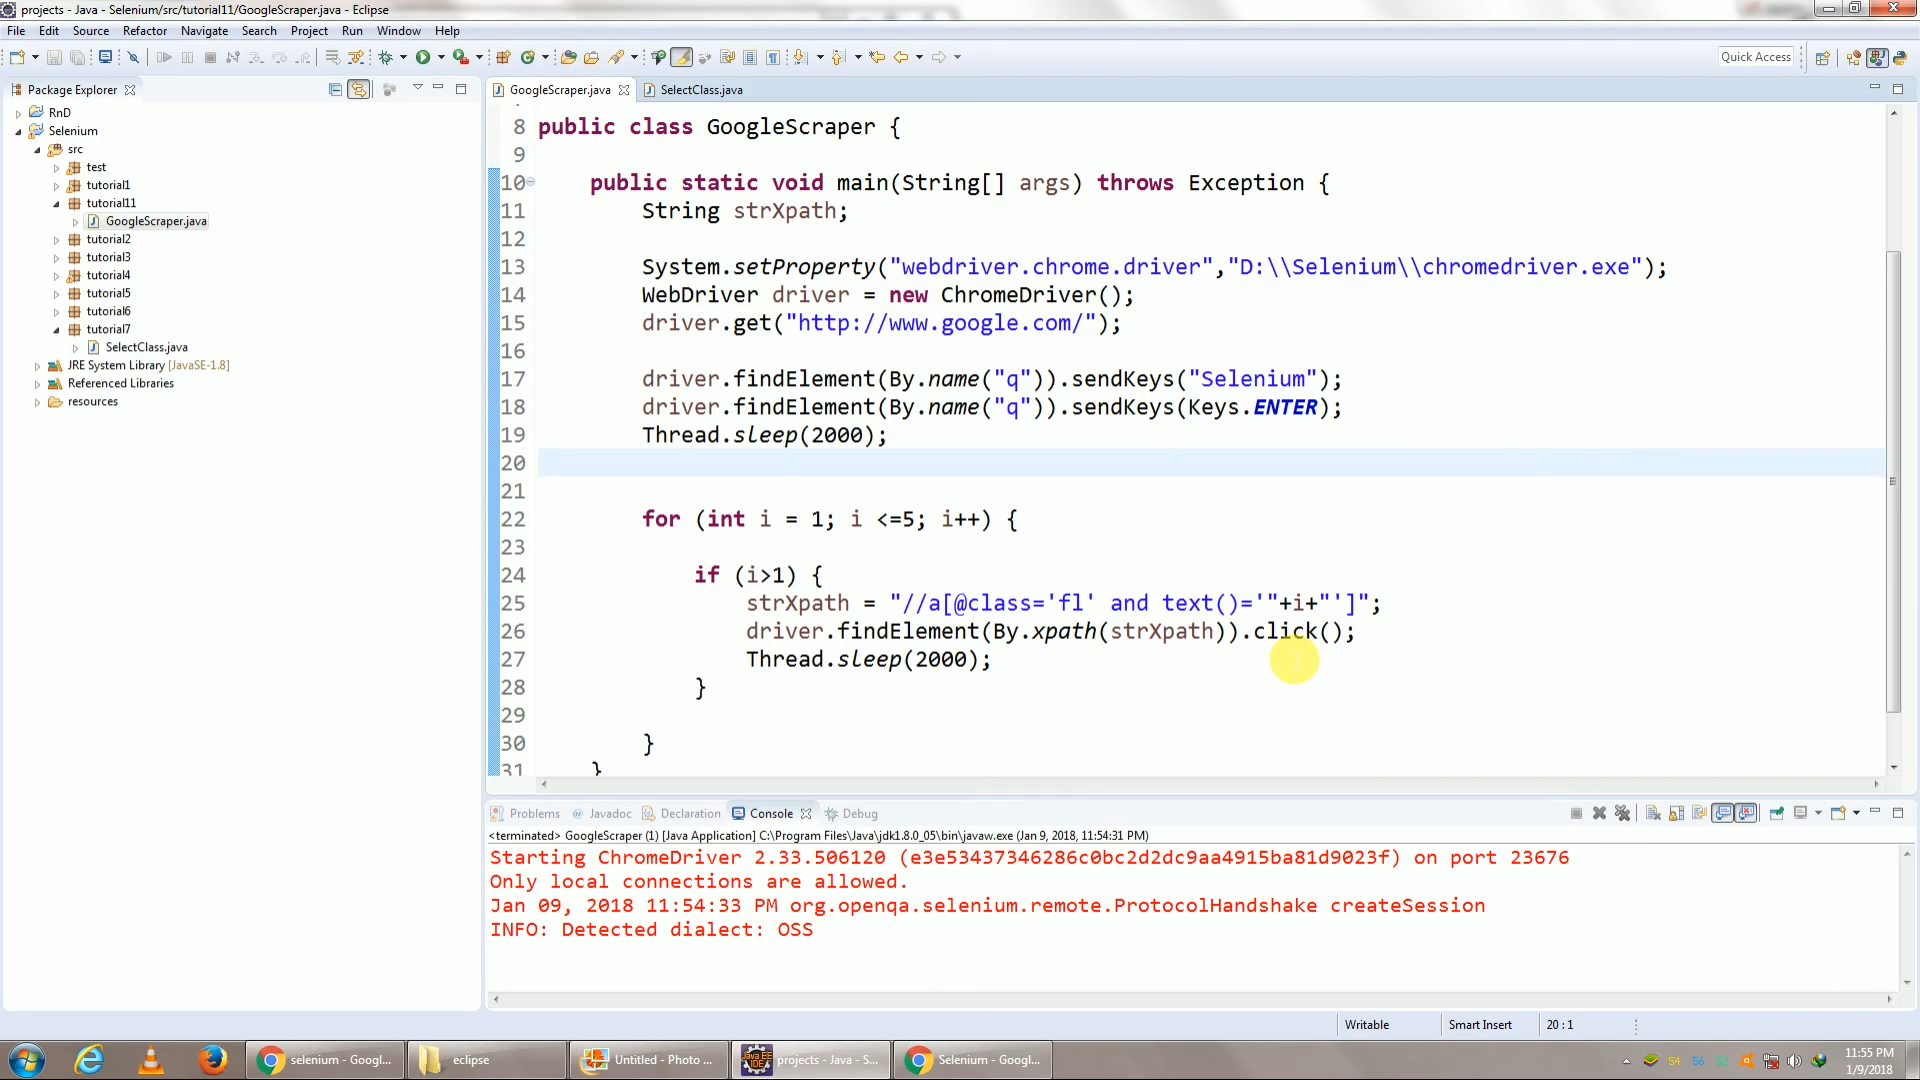 projects - Java - Selenium/src/tutorial11/GoogleScraper.java - Eclipse
File Edit Source Refactor Navigate Search Project Run Window Help
Quick Access
Package Explorer
RnD
Selenium
src
test
tutorial1
tutorial11
GoogleScraper.java
tutorial2
tutorial3
tutorial4
tutorial5
tutorial6
tutorial7
SelectClass.java
JRE System Library [JavaSE-1.8]
Referenced Libraries
resources
GoogleScraper.java SelectClass.java
8 public class GoogleScraper {
9
10 public static void main(String[] args) throws Exception {
11 String strXpath;
12
13 System.setProperty("webdriver.chrome.driver","D:\\Selenium\\chromedriver.exe");
14 WebDriver driver = new ChromeDriver();
15 driver.get("http://www.google.com/");
16
17 driver.findElement(By.name("q")).sendKeys("Selenium");
18 driver.findElement(By.name("q")).sendKeys(Keys.ENTER);
19 Thread.sleep(2000);
20
21
22 for (int i = 1; i <=5; i++) {
23
24 if (i>1) {
25 strXpath = "//a[@class='fl' and text()='"+i+"']";
26 driver.findElement(By.xpath(strXpath)).click();
27 Thread.sleep(2000);
28 }
29
30 }
31 }
Problems @ Javadoc Declaration Console Debug
<terminated> GoogleScraper (1) [Java Application] C:\Program Files\Java\jdk1.8.0_05\bin\javaw.exe (Jan 9, 2018, 11:54:31 PM)
Starting ChromeDriver 2.33.506120 (e3e53437346286c0bc2d2dc9aa4915ba81d9023f) on port 23676
Only local connections are allowed.
Jan 09, 2018 11:54:33 PM org.openqa.selenium.remote.ProtocolHandshake createSession
INFO: Detected dialect: OSS
Writable Smart Insert 20 : 1
selenium - Googl... eclipse Untitled - Photo ... projects - Java - S... Selenium - Googl...
54 56 52
11:55 PM
1/9/2018